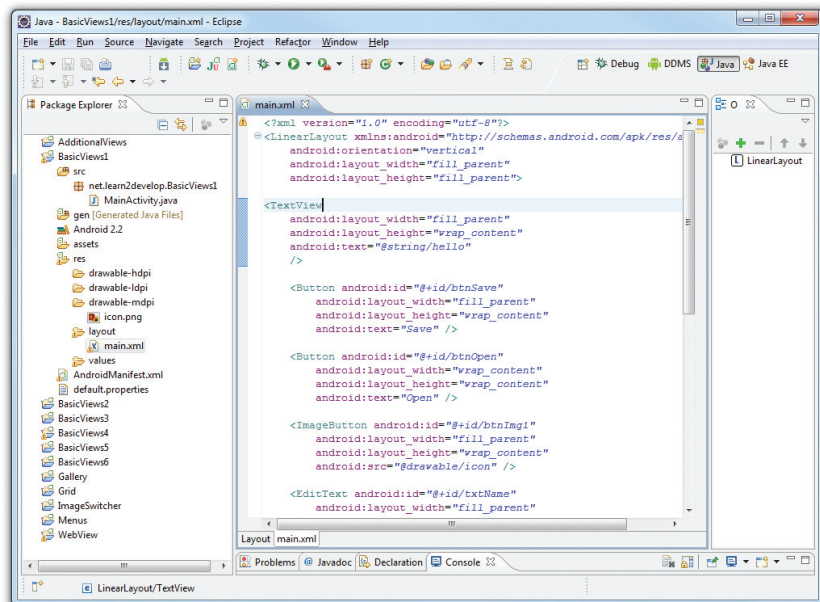 Java - BasicViews1/res/layout/main.xml - Eclipse
File Edit Run Source Navigate Search Project Refactor Window Help
Debug DDMS Java Java EE
Package Explorer
AdditionalViews
BasicViews1
src
net.learn2develop.BasicViews1
MainActivity.java
gen [Generated Java Files]
Android 2.2
assets
res
drawable-hdpi
drawable-ldpi
drawable-mdpi
icon.png
layout
main.xml
values
AndroidManifest.xml
default.properties
BasicViews2
BasicViews3
BasicViews4
BasicViews5
BasicViews6
Gallery
Grid
ImageSwitcher
Menus
WebView
main.xml
<?xml version="1.0" encoding="utf-8"?>
<LinearLayout xmlns:android="http://schemas.android.com/apk/res/a
android:orientation="vertical"
android:layout_width="fill_parent"
android:layout_height="fill_parent">
<TextView
android:layout_width="fill_parent"
android:layout_height="wrap_content"
android:text="@string/hello"
/>
<Button android:id="@+id/btnSave"
android:layout_width="fill_parent"
android:layout_height="wrap_content"
android:text="Save" />
<Button android:id="@+id/btnOpen"
android:layout_width="wrap_content"
android:layout_height="wrap_content"
android:text="Open" />
<ImageButton android:id="@+id/btnImg1"
android:layout_width="fill_parent"
android:layout_height="wrap_content"
android:src="@drawable/icon" />
<EditText android:id="@+id/txtName"
android:layout_width="fill_parent"
Layout main.xml
O
LinearLayout
Problems @ Javadoc Declaration Console
LinearLayout/TextView